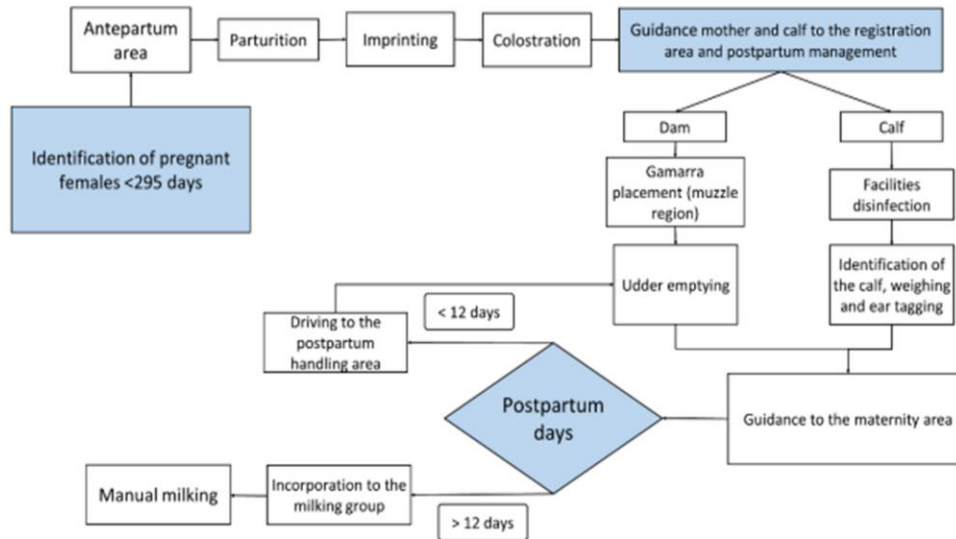 Antepartum
area
Parturition
Imprinting
Colostration
Guidance mother and calf to the registration
area and postpartum management
Identification of pregnant
females <295 days
Dam
Calf
Gamarra
placement (muzzle
region)
Facilities
disinfection
Udder emptying
Identification of
the calf, weighing
and ear tagging
< 12 days
Driving to the
postpartum
handling area
Postpartum
days
Guidance to the maternity area
Manual milking
Incorporation to the
milking group
> 12 days